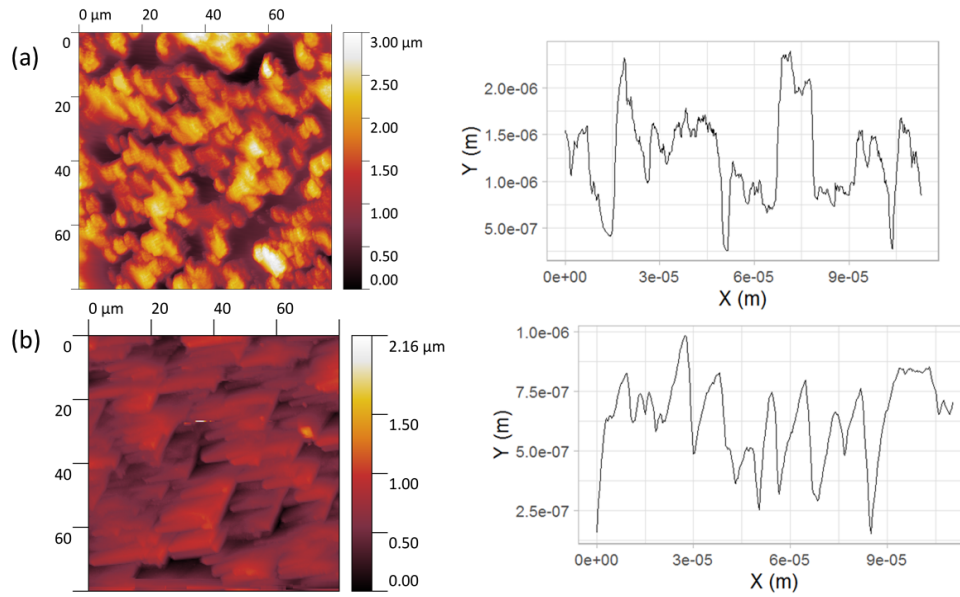 (a)
0 µm 20 40 60
0
20
40
60
3.00 µm
2.50
2.00
1.50
1.00
0.50
0.00
Y (m)
2.0e-06
1.5e-06
1.0e-06
5.0e-07
0e+00 3e-05 6e-05 9e-05
X (m)
(b)
0 µm 20 40 60
0
20
40
60
2.16 µm
1.50
1.00
0.50
0.00
Y (m)
1.0e-06
7.5e-07
5.0e-07
2.5e-07
0e+00 3e-05 6e-05 9e-05
X (m)